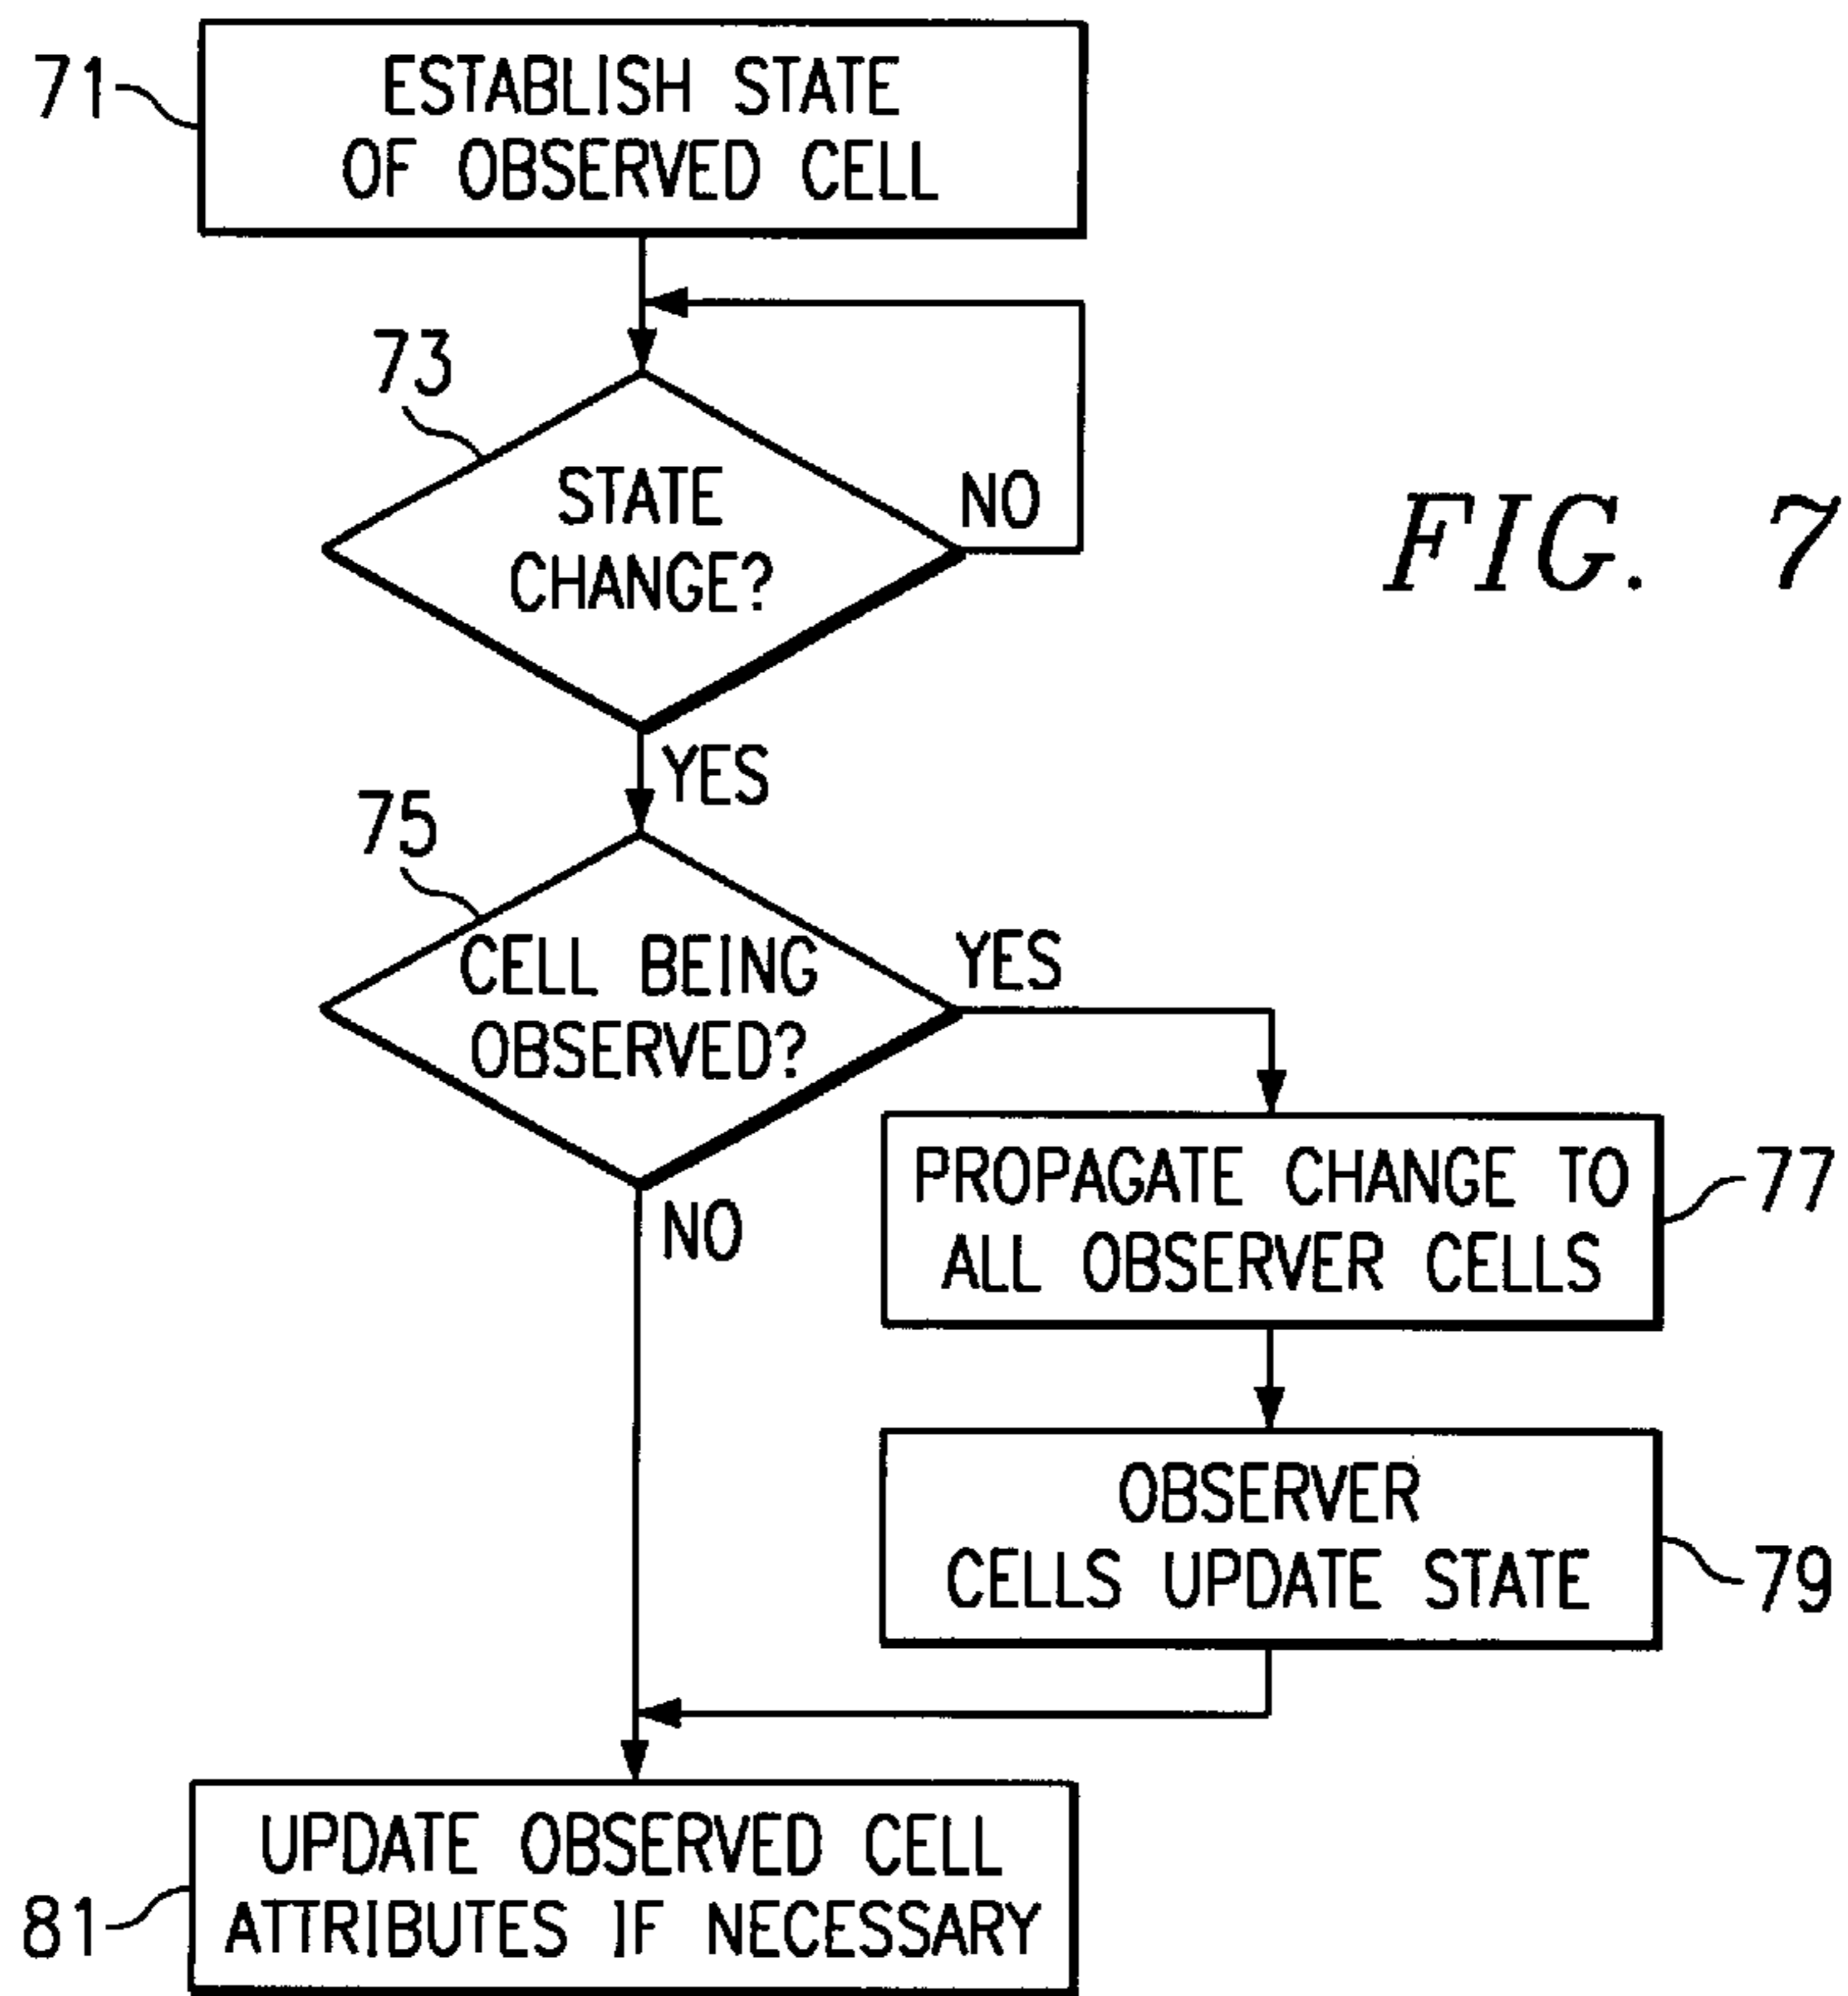 71
ESTABLISH STATE
OF OBSERVED CELL
73
STATE
CHANGE?
NO
FIG. 7
YES
75
CELL BEING
OBSERVED?
YES
NO
PROPAGATE CHANGE TO
ALL OBSERVER CELLS
77
OBSERVER
CELLS UPDATE STATE
79
UPDATE OBSERVED CELL
ATTRIBUTES IF NECESSARY
81